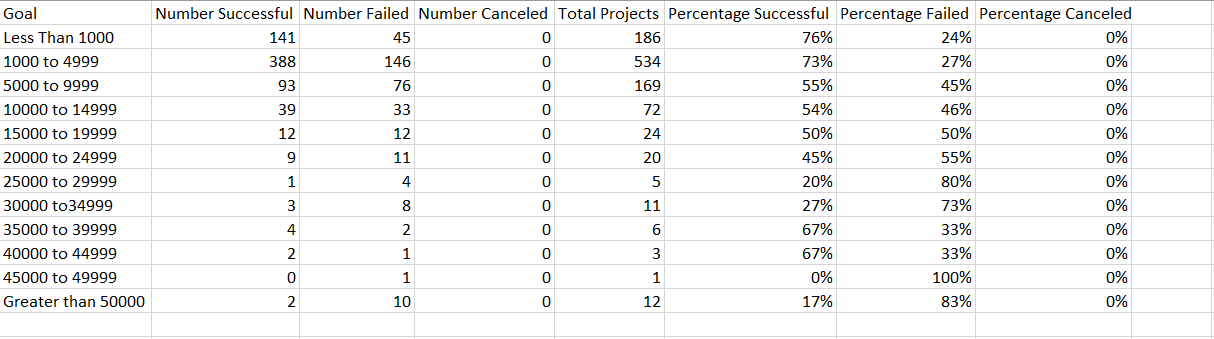 Goal Number Successful Number Failed Number Canceled Total Projects Percentage Successful Percentage Failed Percentage Canceled
Less Than 1000 141 45 0 186 76% 24% 0%
1000 to 4999 388 146 0 534 73% 27% 0%
5000 to 9999 93 76 0 169 55% 45% 0%
10000 to 14999 39 33 0 72 54% 46% 0%
15000 to 19999 12 12 0 24 50% 50% 0%
20000 to 24999 9 11 0 20 45% 55% 0%
25000 to 29999 1 4 0 5 20% 80% 0%
30000 to34999 3 8 0 11 27% 73% 0%
35000 to 39999 4 2 0 6 67% 33% 0%
40000 to 44999 2 1 0 3 67% 33% 0%
45000 to 49999 0 1 0 1 0% 100% 0%
Greater than 50000 2 10 0 12 17% 83% 0%